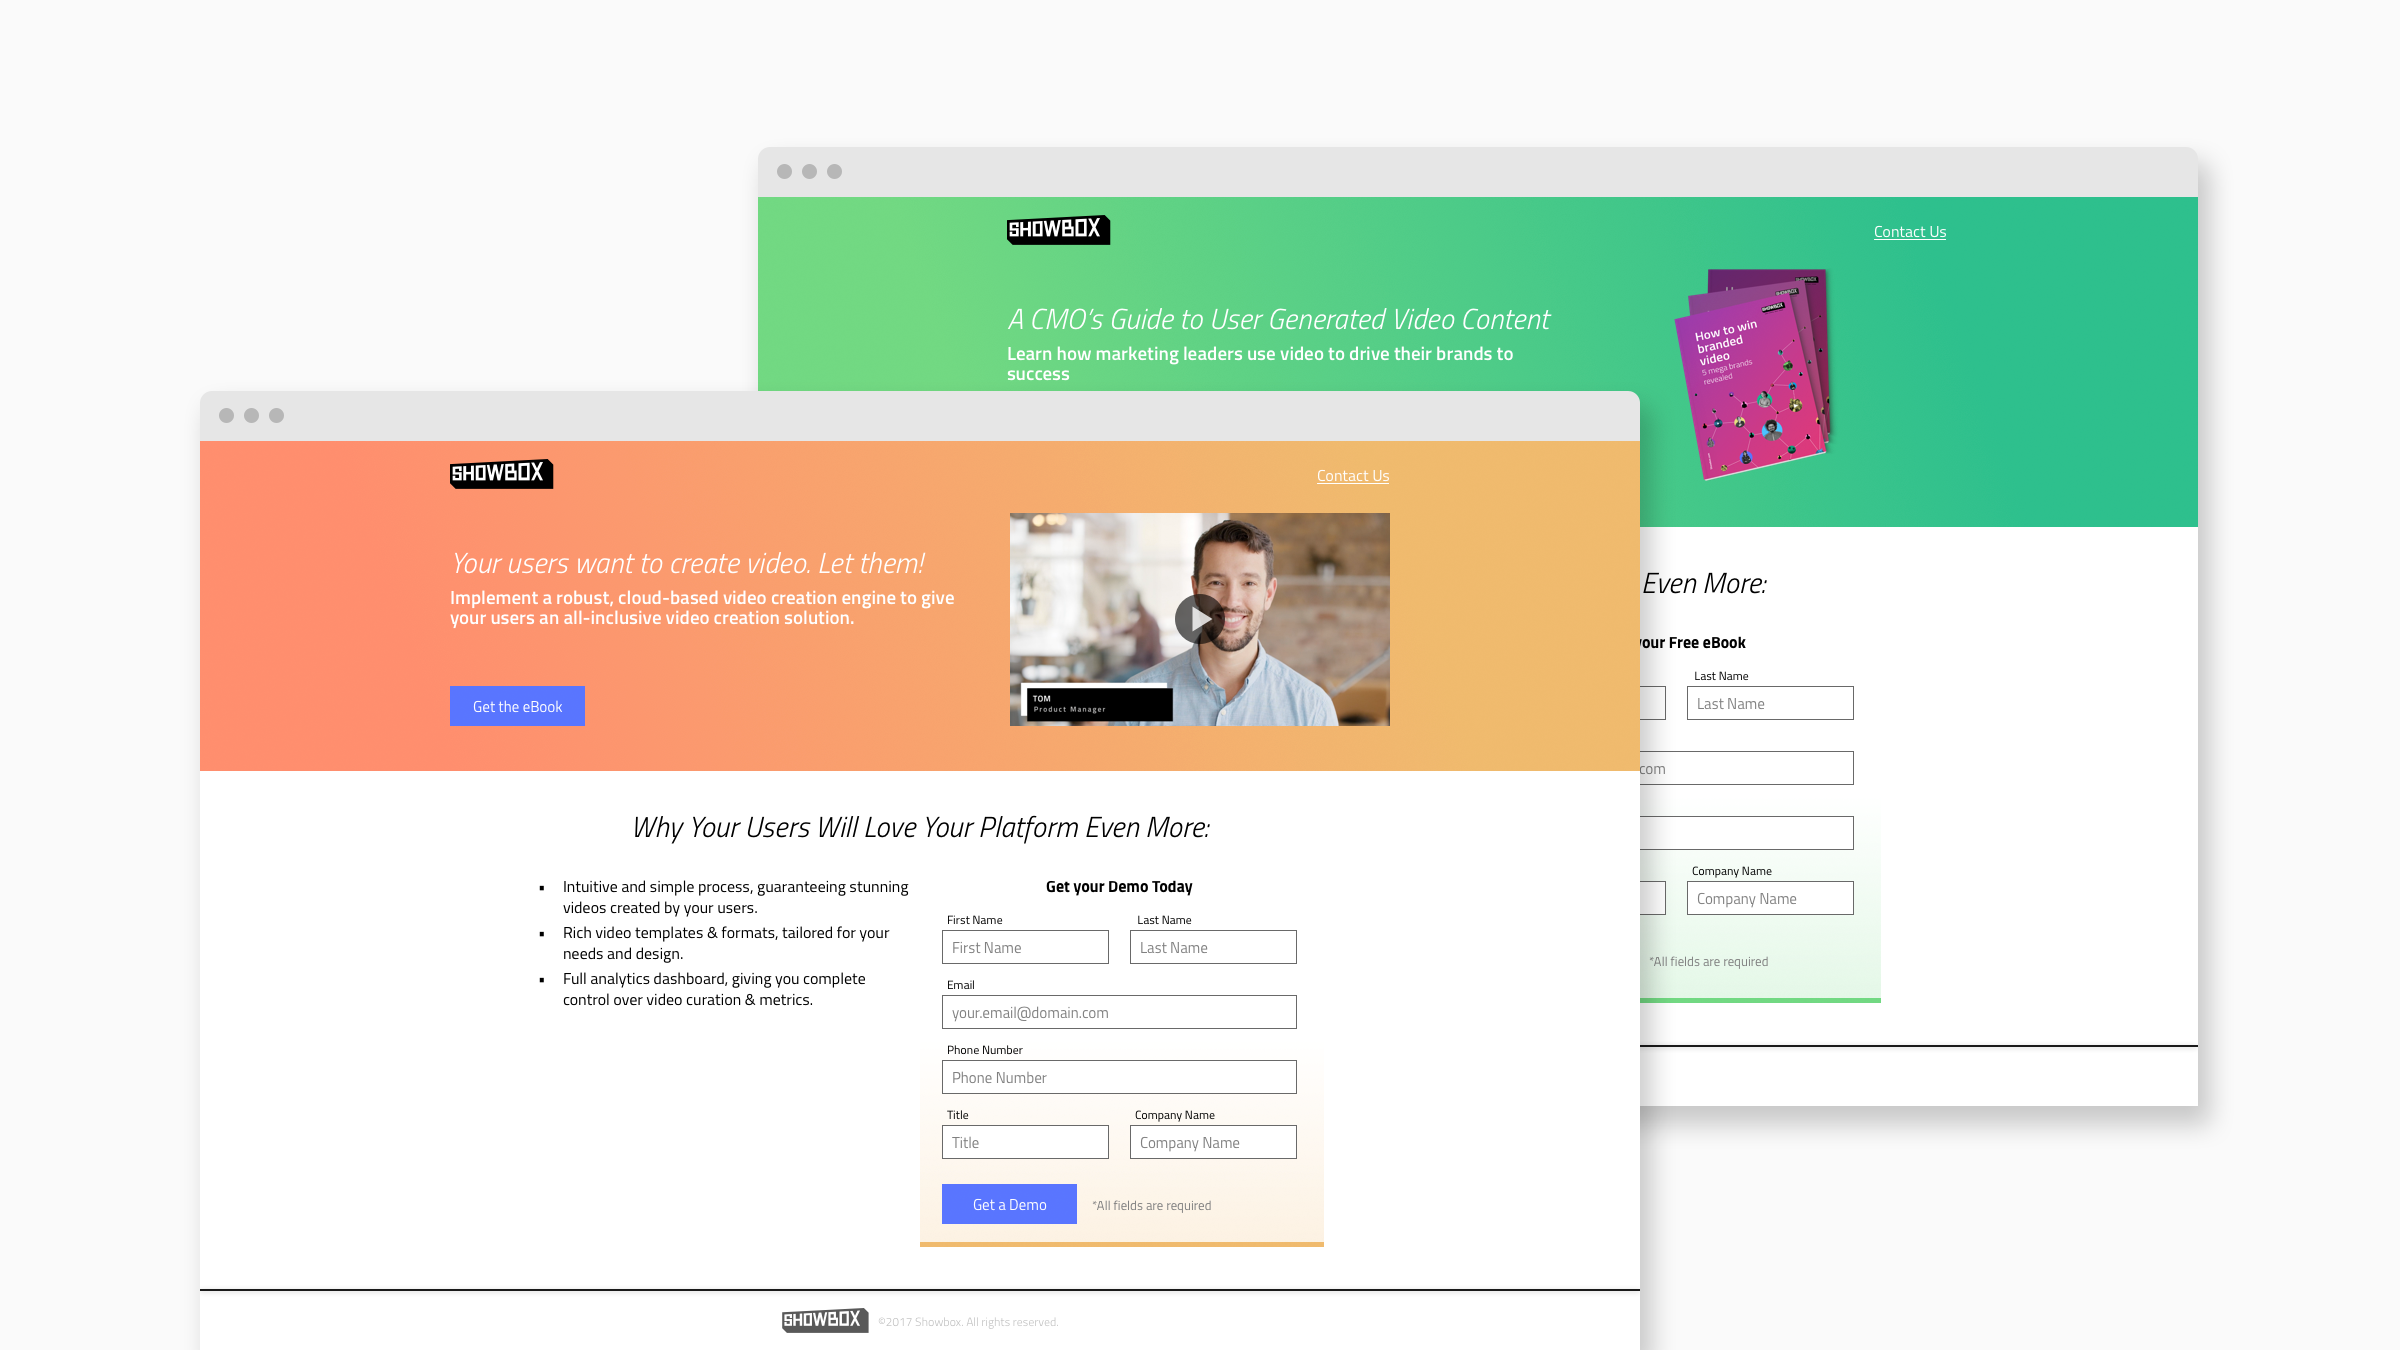 SHOWBOX
Contact Us
A CMO's Guide to User Generated Video Content
Learn how marketing leaders use video to drive their brands to
success
SHOWBOX
SHOWBOX
SHOWBOX
How to win
branded
video
5 mega brands
revealed
Even More:
your Free eBook
Last Name
Last Name
.com
Company Name
Company Name
*All fields are required
SHOWBOX
Contact Us
Your users want to create video. Let them!
Implement a robust, cloud-based video creation engine to give
your users an all-inclusive video creation solution.
Get the eBook
TOM
Product Manager
Why Your Users Will Love Your Platform Even More:
▪ Intuitive and simple process, guaranteeing stunning
videos created by your users.
▪ Rich video templates & formats, tailored for your
needs and design.
▪ Full analytics dashboard, giving you complete
control over video curation & metrics.
Get your Demo Today
First Name
Last Name
First Name
Last Name
Email
your.email@domain.com
Phone Number
Phone Number
Title
Company Name
Title
Company Name
Get a Demo
*All fields are required
SHOWBOX
©2017 Showbox. All rights reserved.